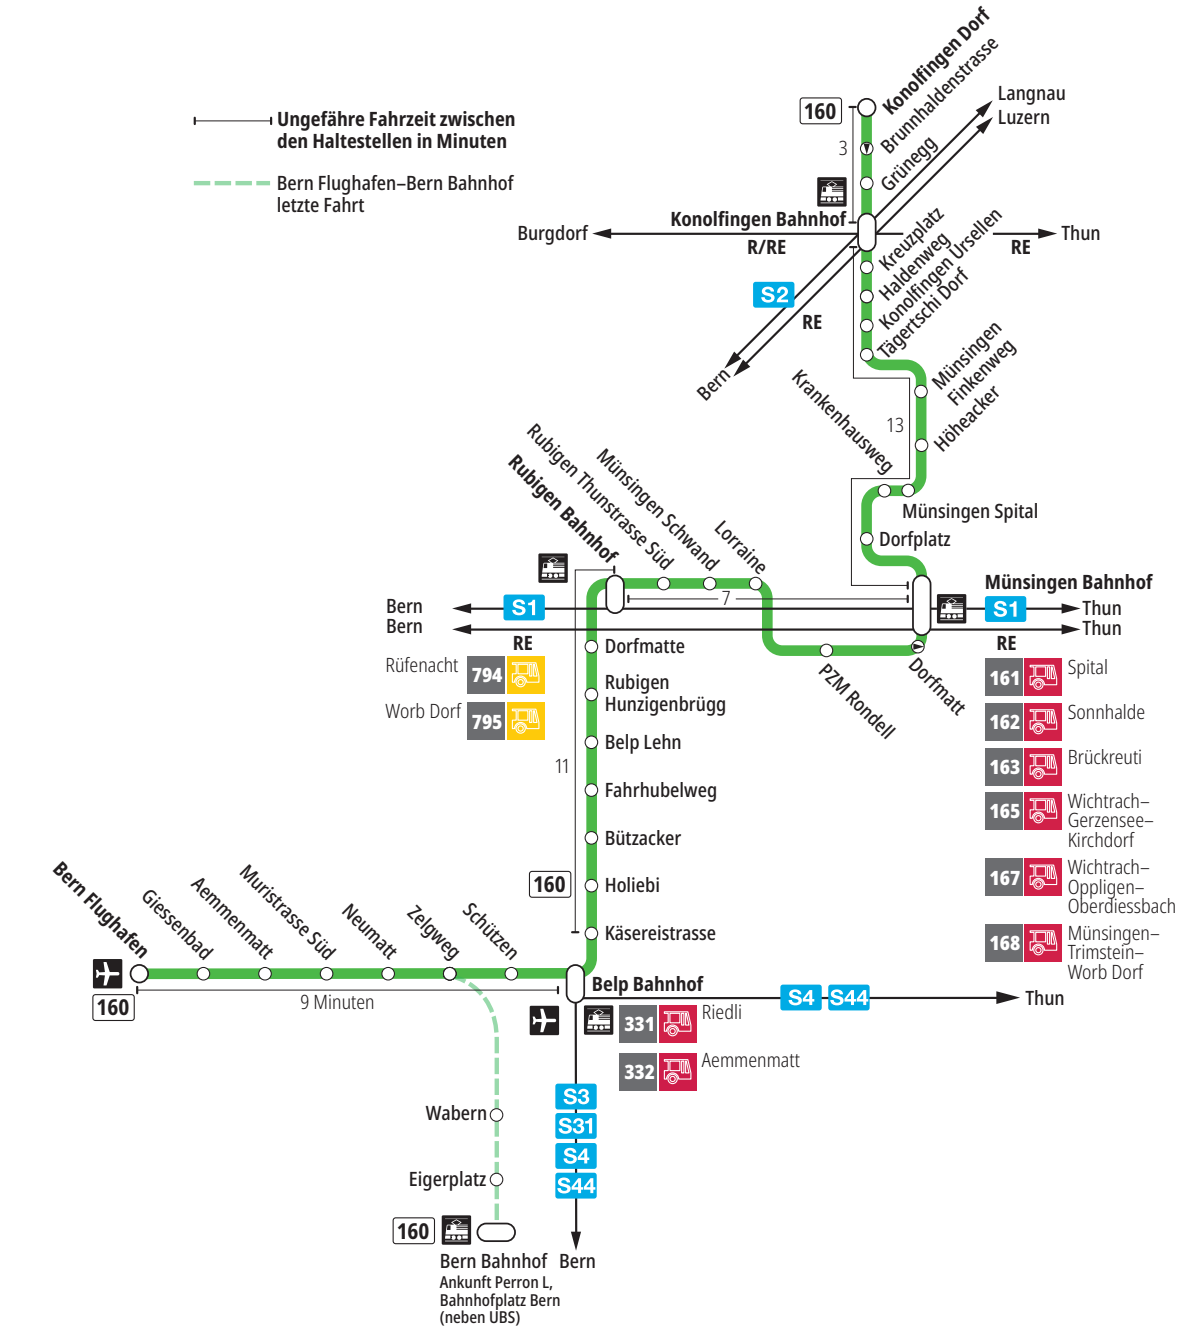 Ungefähre Fahrzeit zwischen
den Haltestellen in Minuten
Bern Flughafen–Bern Bahnhof
letzte Fahrt
160
Konolfingen Dorf
Brunnhaldenstrasse
3
Grünegg
Langnau
Luzern
Konolfingen Bahnhof
Burgdorf
R/RE
RE
Thun
S2
RE
Bern
Kreuzplatz
Haldenweg
Konolfingen Ursellen
Tägertschi Dorf
Münsingen
Finkenweg
13
Höheacker
Krankenhausweg
Münsingen Spital
Dorfplatz
Münsingen Bahnhof
Rubigen Bahnhof
Rubigen Thunstrasse Süd
Münsingen Schwand
Lorraine
7
Bern
S1
S1
Thun
Bern
Thun
RE
RE
PZM Rondell
Dorfmatt
Rüfenacht
794
Worb Dorf
795
161
Spital
162
Sonnhalde
163
Brückreuti
165
Wichtrach–
Gerzensee–
Kirchdorf
167
Wichtrach–
Oppligen–
Oberdiessbach
168
Münsingen–
Trimstein–
Worb Dorf
Dorfmatte
Rubigen
Hunzigenbrügg
Belp Lehn
11
Fahrhubelweg
Bützacker
160
Holiebi
Käsereistrasse
Bern Flughafen
Giessenbad
Aemmenmatt
Muristrasse Süd
Neumatt
Zelgweg
Schützen
160
9 Minuten
Belp Bahnhof
S4
S44
Thun
331
Riedli
332
Aemmenmatt
S3
S31
S4
S44
Bern
Wabern
Eigerplatz
160
Bern Bahnhof
Ankunft Perron L,
Bahnhofplatz Bern
(neben UBS)